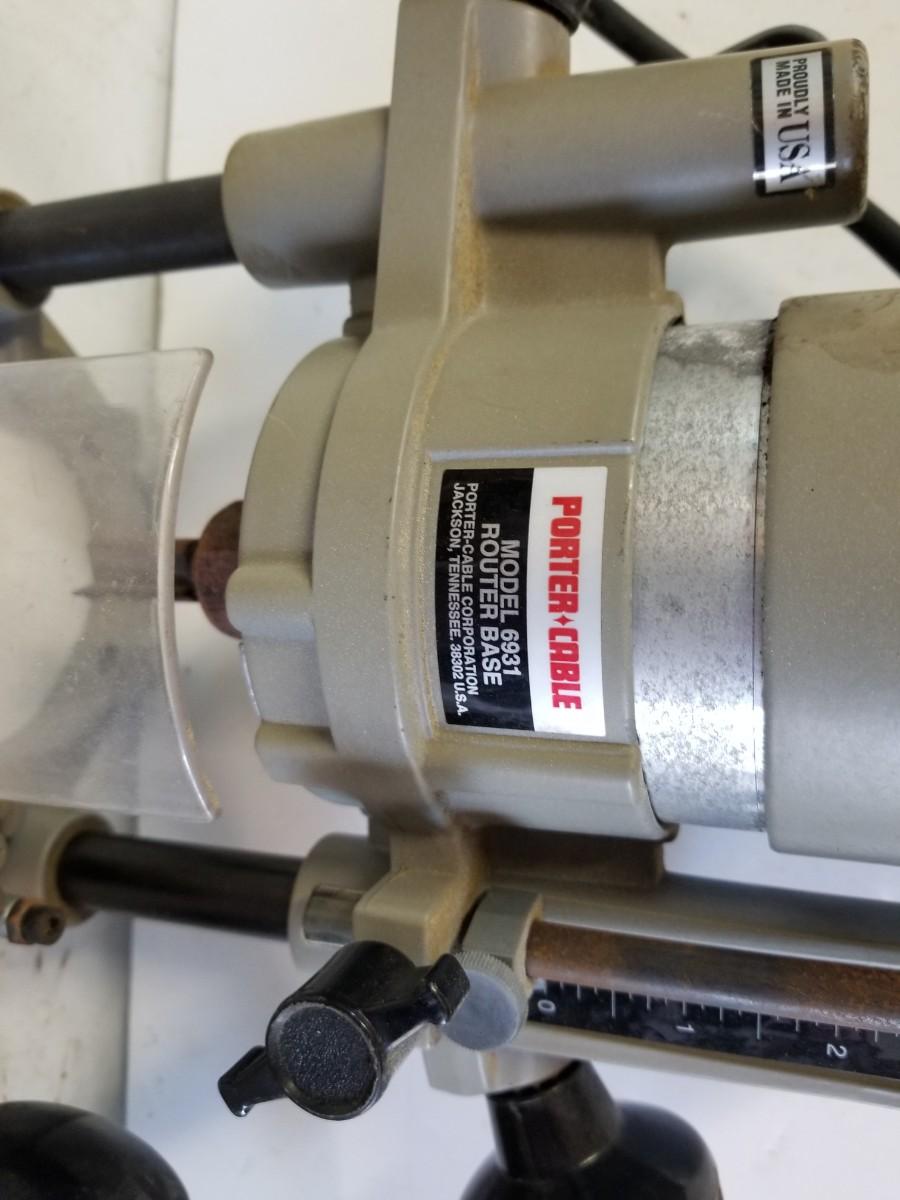 PROUDLY
MADE IN USA
PORTER+CABLE
MODEL 6931
ROUTER BASE
PORTER-CABLE CORPORATION
JACKSON, TENNESSEE. 38302 U.S.A.
0
1
2